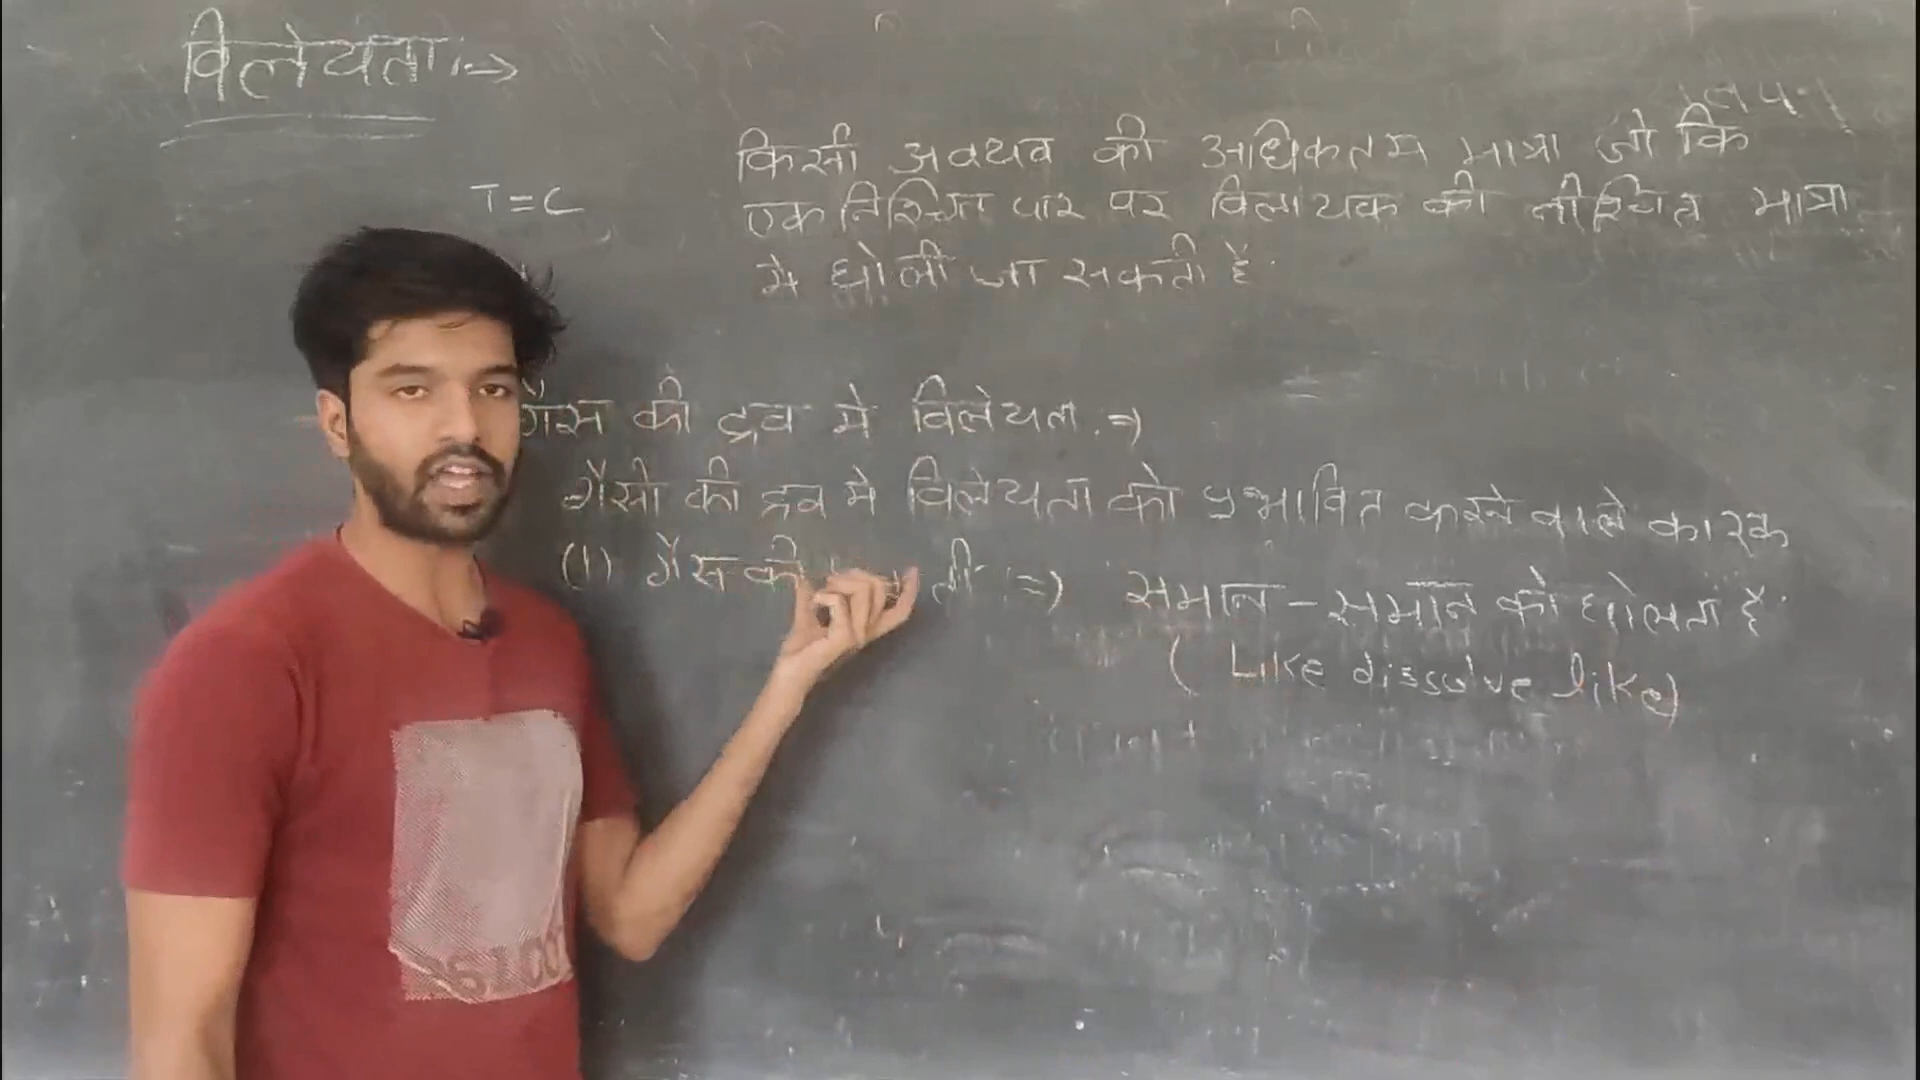 विलेयता :->
किसी अवयव की अधिकतम मात्रा जो कि
एक निश्चित पार पर विलायक की नीश्चित मात्रा
मे घोली जा सकती है.
T=C
गैस की द्रव मे विलेयता .=)
गैसो की द्रव मे विलेयता को प्रभावित करने वाले कारक
(1) गैस की :=) समान - समान को घोलता है.
( Like dissolve like)